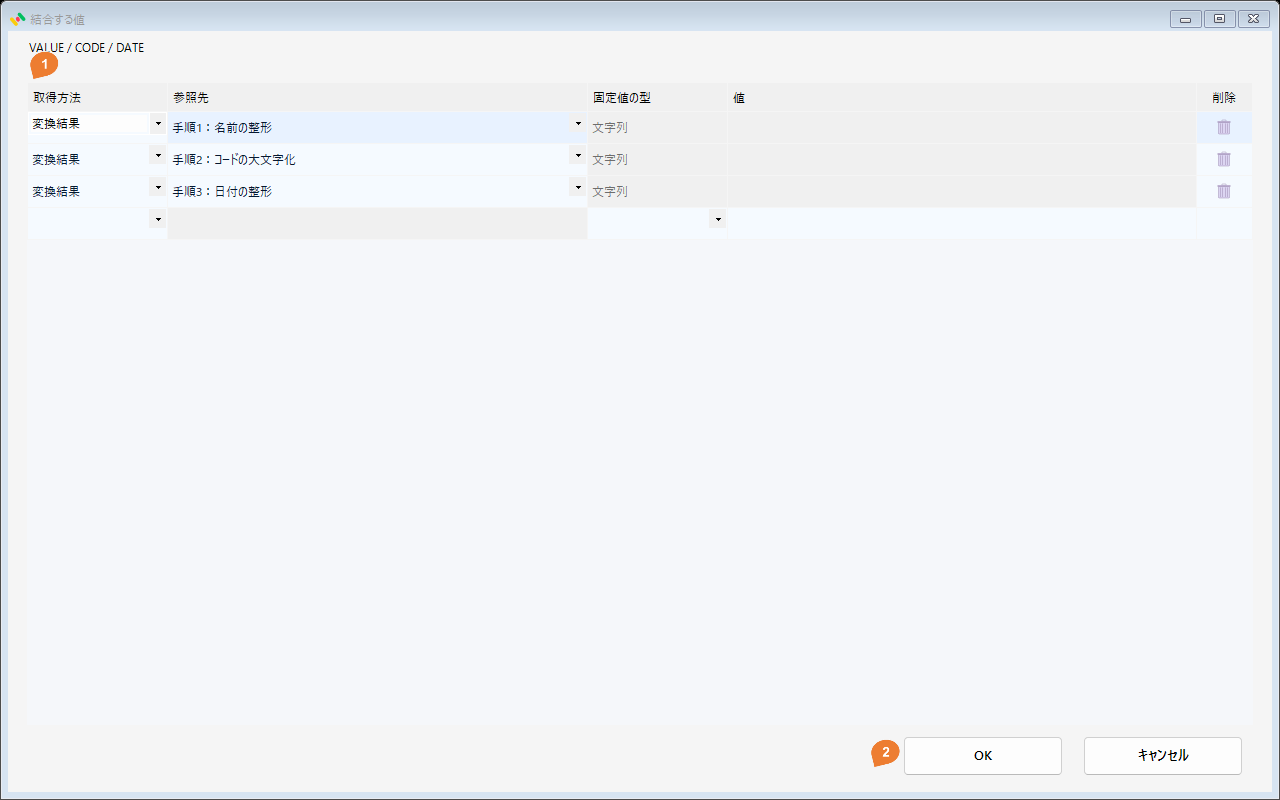 結合する値
VALUE / CODE / DATE
1
取得方法 参照先 固定値の型 値 削除
変換結果 手順1：名前の整形 文字列
変換結果 手順2：コードの大文字化 文字列
変換結果 手順3：日付の整形 文字列
2 OK キャンセル